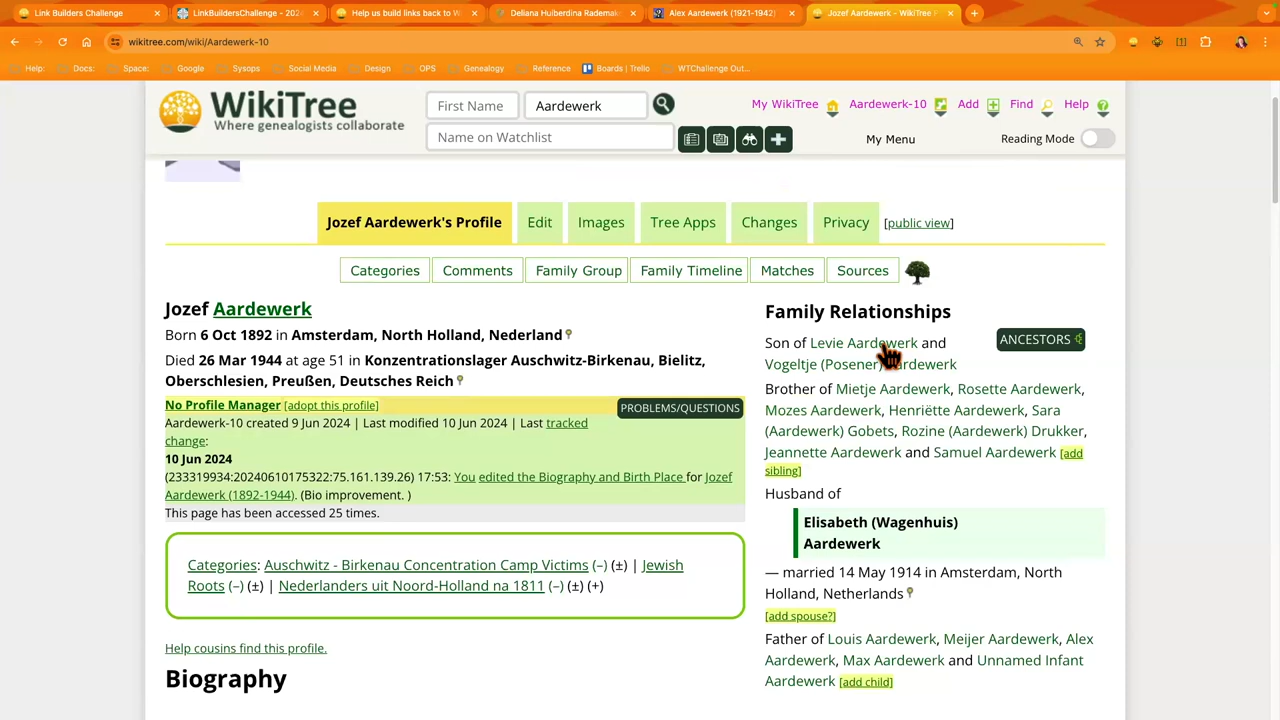 Link Builders Challenge
LinkBuildersChallenge - 202
Help us build links back to W
Deliana Huiberdina Rademak
Alex Aardewerk (1921-1942)
Jozef Aardewerk - WikiTree F
wikitree.com/wiki/Aardewerk-10
Help:
Docs:
Space:
Google
Sysops
Social Media
Design
OPS
Genealogy
Reference
Boards | Trello
WTChallenge Out...
WikiTree
Where genealogists collaborate
First Name
Aardewerk
Name on Watchlist
My WikiTree
Aardewerk-10
Add
Find
Help
My Menu
Reading Mode
Jozef Aardewerk's Profile
Edit
Images
Tree Apps
Changes
Privacy
[public view]
Categories
Comments
Family Group
Family Timeline
Matches
Sources
Jozef Aardewerk
Born 6 Oct 1892 in Amsterdam, North Holland, Nederland
Died 26 Mar 1944 at age 51 in Konzentrationslager Auschwitz-Birkenau, Bielitz,
Oberschlesien, Preußen, Deutsches Reich
No Profile Manager [adopt this profile]
PROBLEMS/QUESTIONS
Aardewerk-10 created 9 Jun 2024 | Last modified 10 Jun 2024 | Last tracked
change:
10 Jun 2024
(233319934:20240610175322:75.161.139.26) 17:53: You edited the Biography and Birth Place for Jozef
Aardewerk (1892-1944). (Bio improvement. )
This page has been accessed 25 times.
Categories: Auschwitz - Birkenau Concentration Camp Victims (−) (±) | Jewish
Roots (−) (±) | Nederlanders uit Noord-Holland na 1811 (−) (±) (+)
Help cousins find this profile.
Biography
Family Relationships
Son of Levie Aardewerk and
Vogeltje (Posener) Aardewerk
ANCESTORS
Brother of Mietje Aardewerk, Rosette Aardewerk,
Mozes Aardewerk, Henriëtte Aardewerk, Sara
(Aardewerk) Gobets, Rozine (Aardewerk) Drukker,
Jeannette Aardewerk and Samuel Aardewerk [add
sibling]
Husband of
Elisabeth (Wagenhuis)
Aardewerk
— married 14 May 1914 in Amsterdam, North
Holland, Netherlands
[add spouse?]
Father of Louis Aardewerk, Meijer Aardewerk, Alex
Aardewerk, Max Aardewerk and Unnamed Infant
Aardewerk [add child]